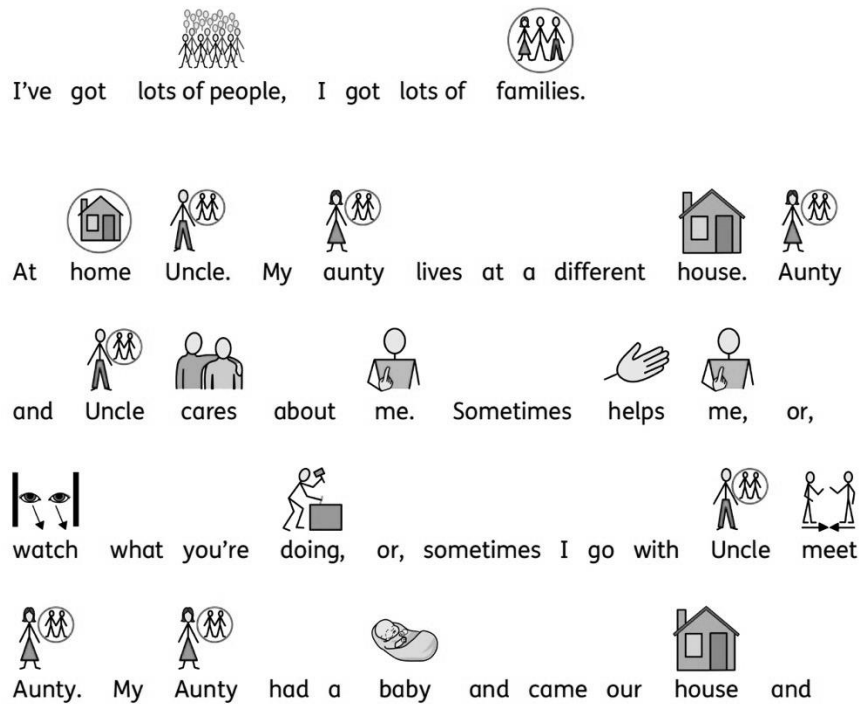 I've got lots of people, I got lots of families.
At home Uncle. My aunty lives at a different house. Aunty
and Uncle cares about me. Sometimes helps me, or,
watch what you're doing, or, sometimes I go with Uncle meet
Aunty. My Aunty had a baby and came our house and